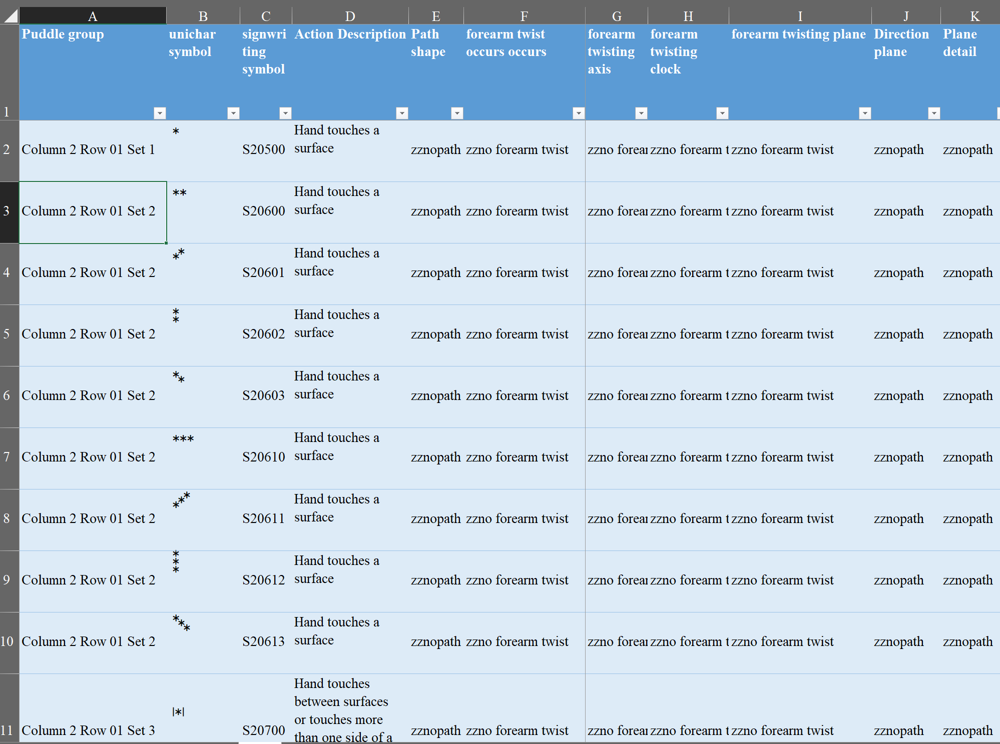 A B C D E F G H I J K
1 Puddle group unichar symbol signwri ting symbol Action Description Path shape forearm twist occurs occurs forearm twisting axis forearm twisting clock forearm twisting plane Direction plane Plane detail
2 Column 2 Row 01 Set 1 * S20500 Hand touches a surface zznopath zzno forearm twist zzno forear zzno forearm t zzno forearm twist zznopath zznopath
3 Column 2 Row 01 Set 2 ** S20600 Hand touches a surface zznopath zzno forearm twist zzno forear zzno forearm t zzno forearm twist zznopath zznopath
4 Column 2 Row 01 Set 2 ** S20601 Hand touches a surface zznopath zzno forearm twist zzno forear zzno forearm t zzno forearm twist zznopath zznopath
5 Column 2 Row 01 Set 2 ** S20602 Hand touches a surface zznopath zzno forearm twist zzno forear zzno forearm t zzno forearm twist zznopath zznopath
6 Column 2 Row 01 Set 2 ** S20603 Hand touches a surface zznopath zzno forearm twist zzno forear zzno forearm t zzno forearm twist zznopath zznopath
7 Column 2 Row 01 Set 2 *** S20610 Hand touches a surface zznopath zzno forearm twist zzno forear zzno forearm t zzno forearm twist zznopath zznopath
8 Column 2 Row 01 Set 2 *** S20611 Hand touches a surface zznopath zzno forearm twist zzno forear zzno forearm t zzno forearm twist zznopath zznopath
9 Column 2 Row 01 Set 2 *** S20612 Hand touches a surface zznopath zzno forearm twist zzno forear zzno forearm t zzno forearm twist zznopath zznopath
10 Column 2 Row 01 Set 2 *** S20613 Hand touches a surface zznopath zzno forearm twist zzno forear zzno forearm t zzno forearm twist zznopath zznopath
11 Column 2 Row 01 Set 3 |*| S20700 Hand touches between surfaces or touches more than one side of a zznopath zzno forearm twist zzno forear zzno forearm t zzno forearm twist zznopath zznopath